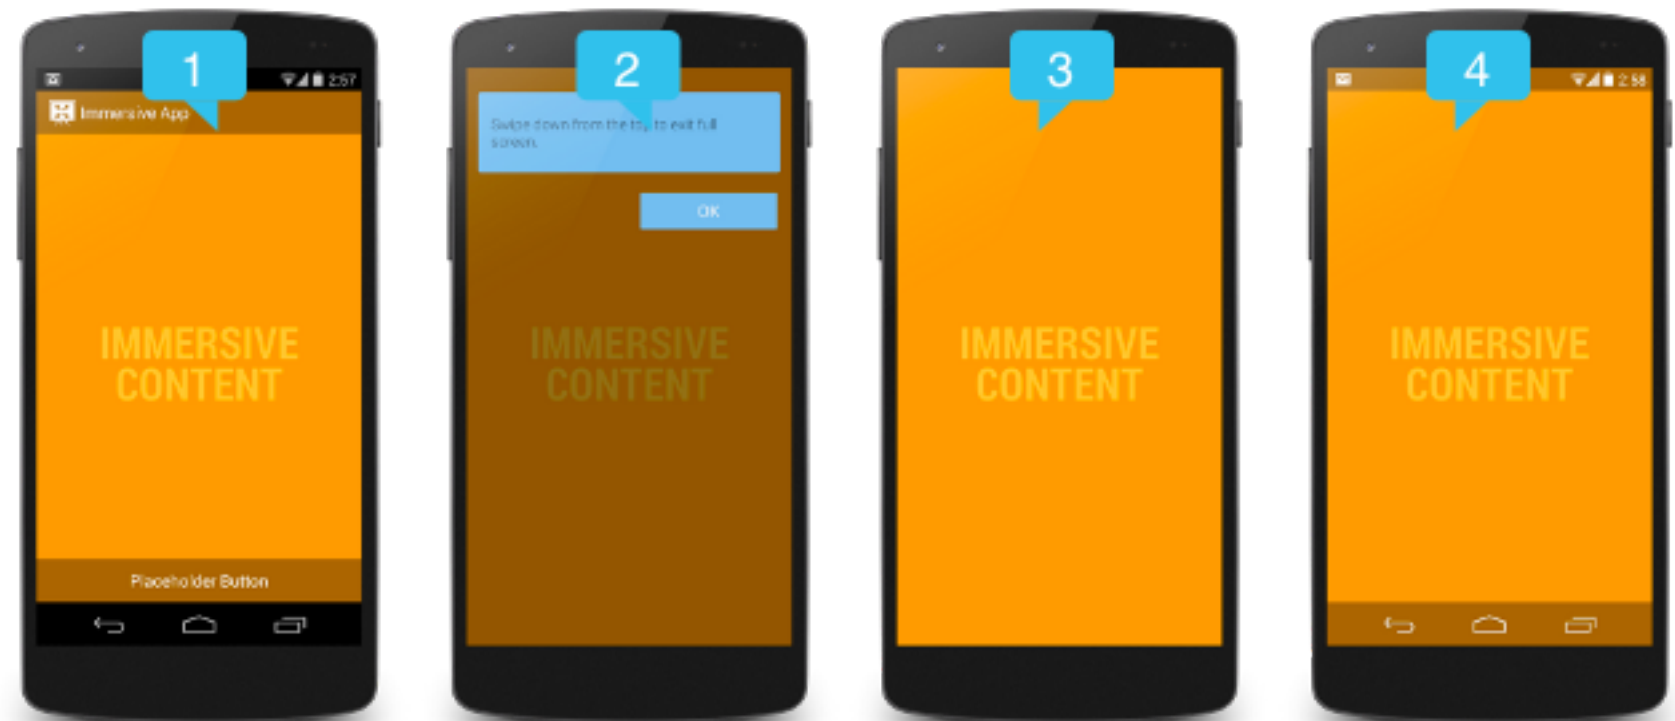 1
2:57
Immersive App
IMMERSIVE
CONTENT
Placeholder Button
2
Swipe down from the top to exit full
screen.
OK
IMMERSIVE
CONTENT
3
IMMERSIVE
CONTENT
4
2:58
IMMERSIVE
CONTENT